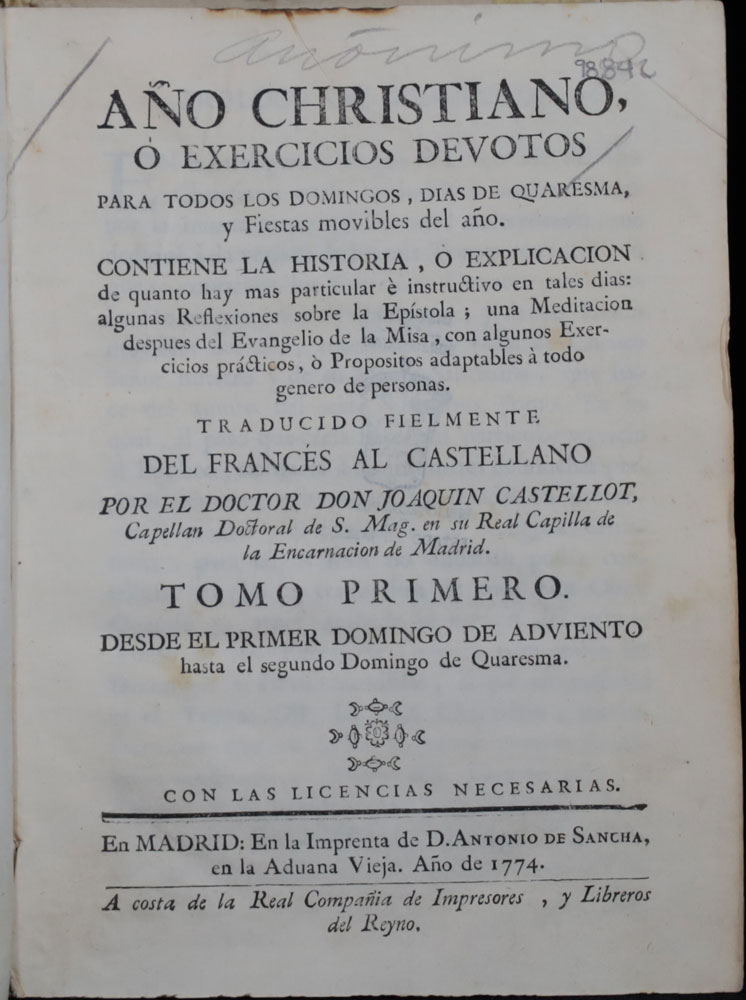 Anónimo
98842
AÑO CHRISTIANO,
Ó EXERCICIOS DEVOTOS
PARA TODOS LOS DOMINGOS, DIAS DE QUARESMA,
y Fiestas movibles del año.
CONTIENE LA HISTORIA, O EXPLICACION
de quanto hay mas particular è instructivo en tales dias:
algunas Reflexiones sobre la Epístola; una Meditacion
despues del Evangelio de la Misa, con algunos Exer-
cicios prácticos, ò Propositos adaptables à todo
genero de personas.
TRADUCIDO FIELMENTE
DEL FRANCÉS AL CASTELLANO
POR EL DOCTOR DON JOAQUIN CASTELLOT,
Capellan Doctoral de S. Mag. en su Real Capilla de
la Encarnacion de Madrid.
TOMO PRIMERO.
DESDE EL PRIMER DOMINGO DE ADVIENTO
hasta el segundo Domingo de Quaresma.
CON LAS LICENCIAS NECESARIAS.
En MADRID: En la Imprenta de D. ANTONIO DE SANCHA,
en la Aduana Vieja. Año de 1774.
A costa de la Real Compañia de Impresores, y Libreros
del Reyno.